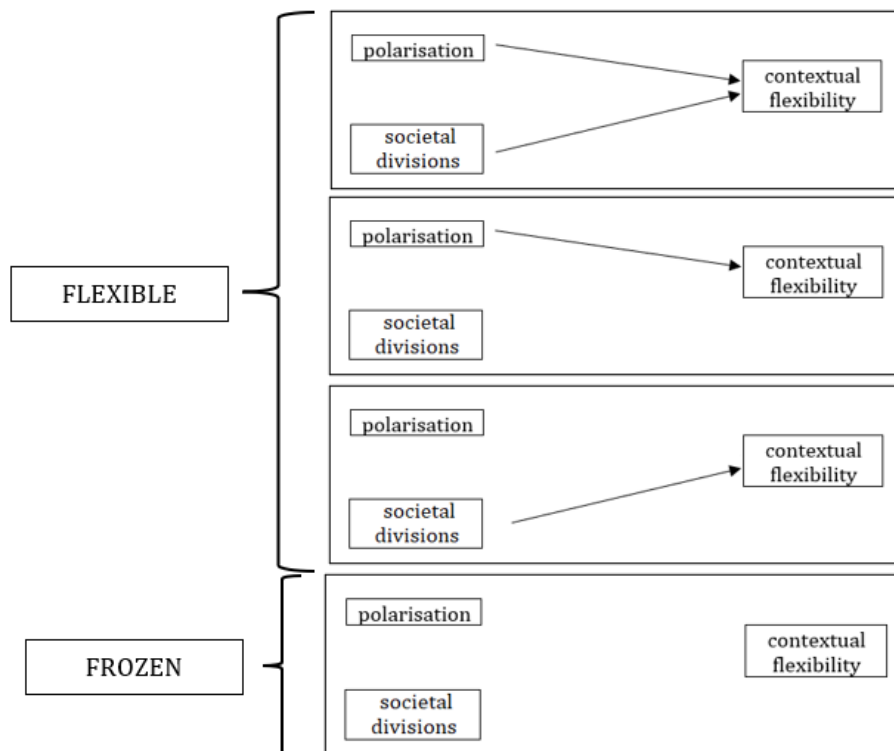 polarisation
contextual
flexibility
societal
divisions
polarisation
contextual
flexibility
FLEXIBLE
societal
divisions
polarisation
contextual
flexibility
societal
divisions
polarisation
contextual
flexibility
FROZEN
societal
divisions